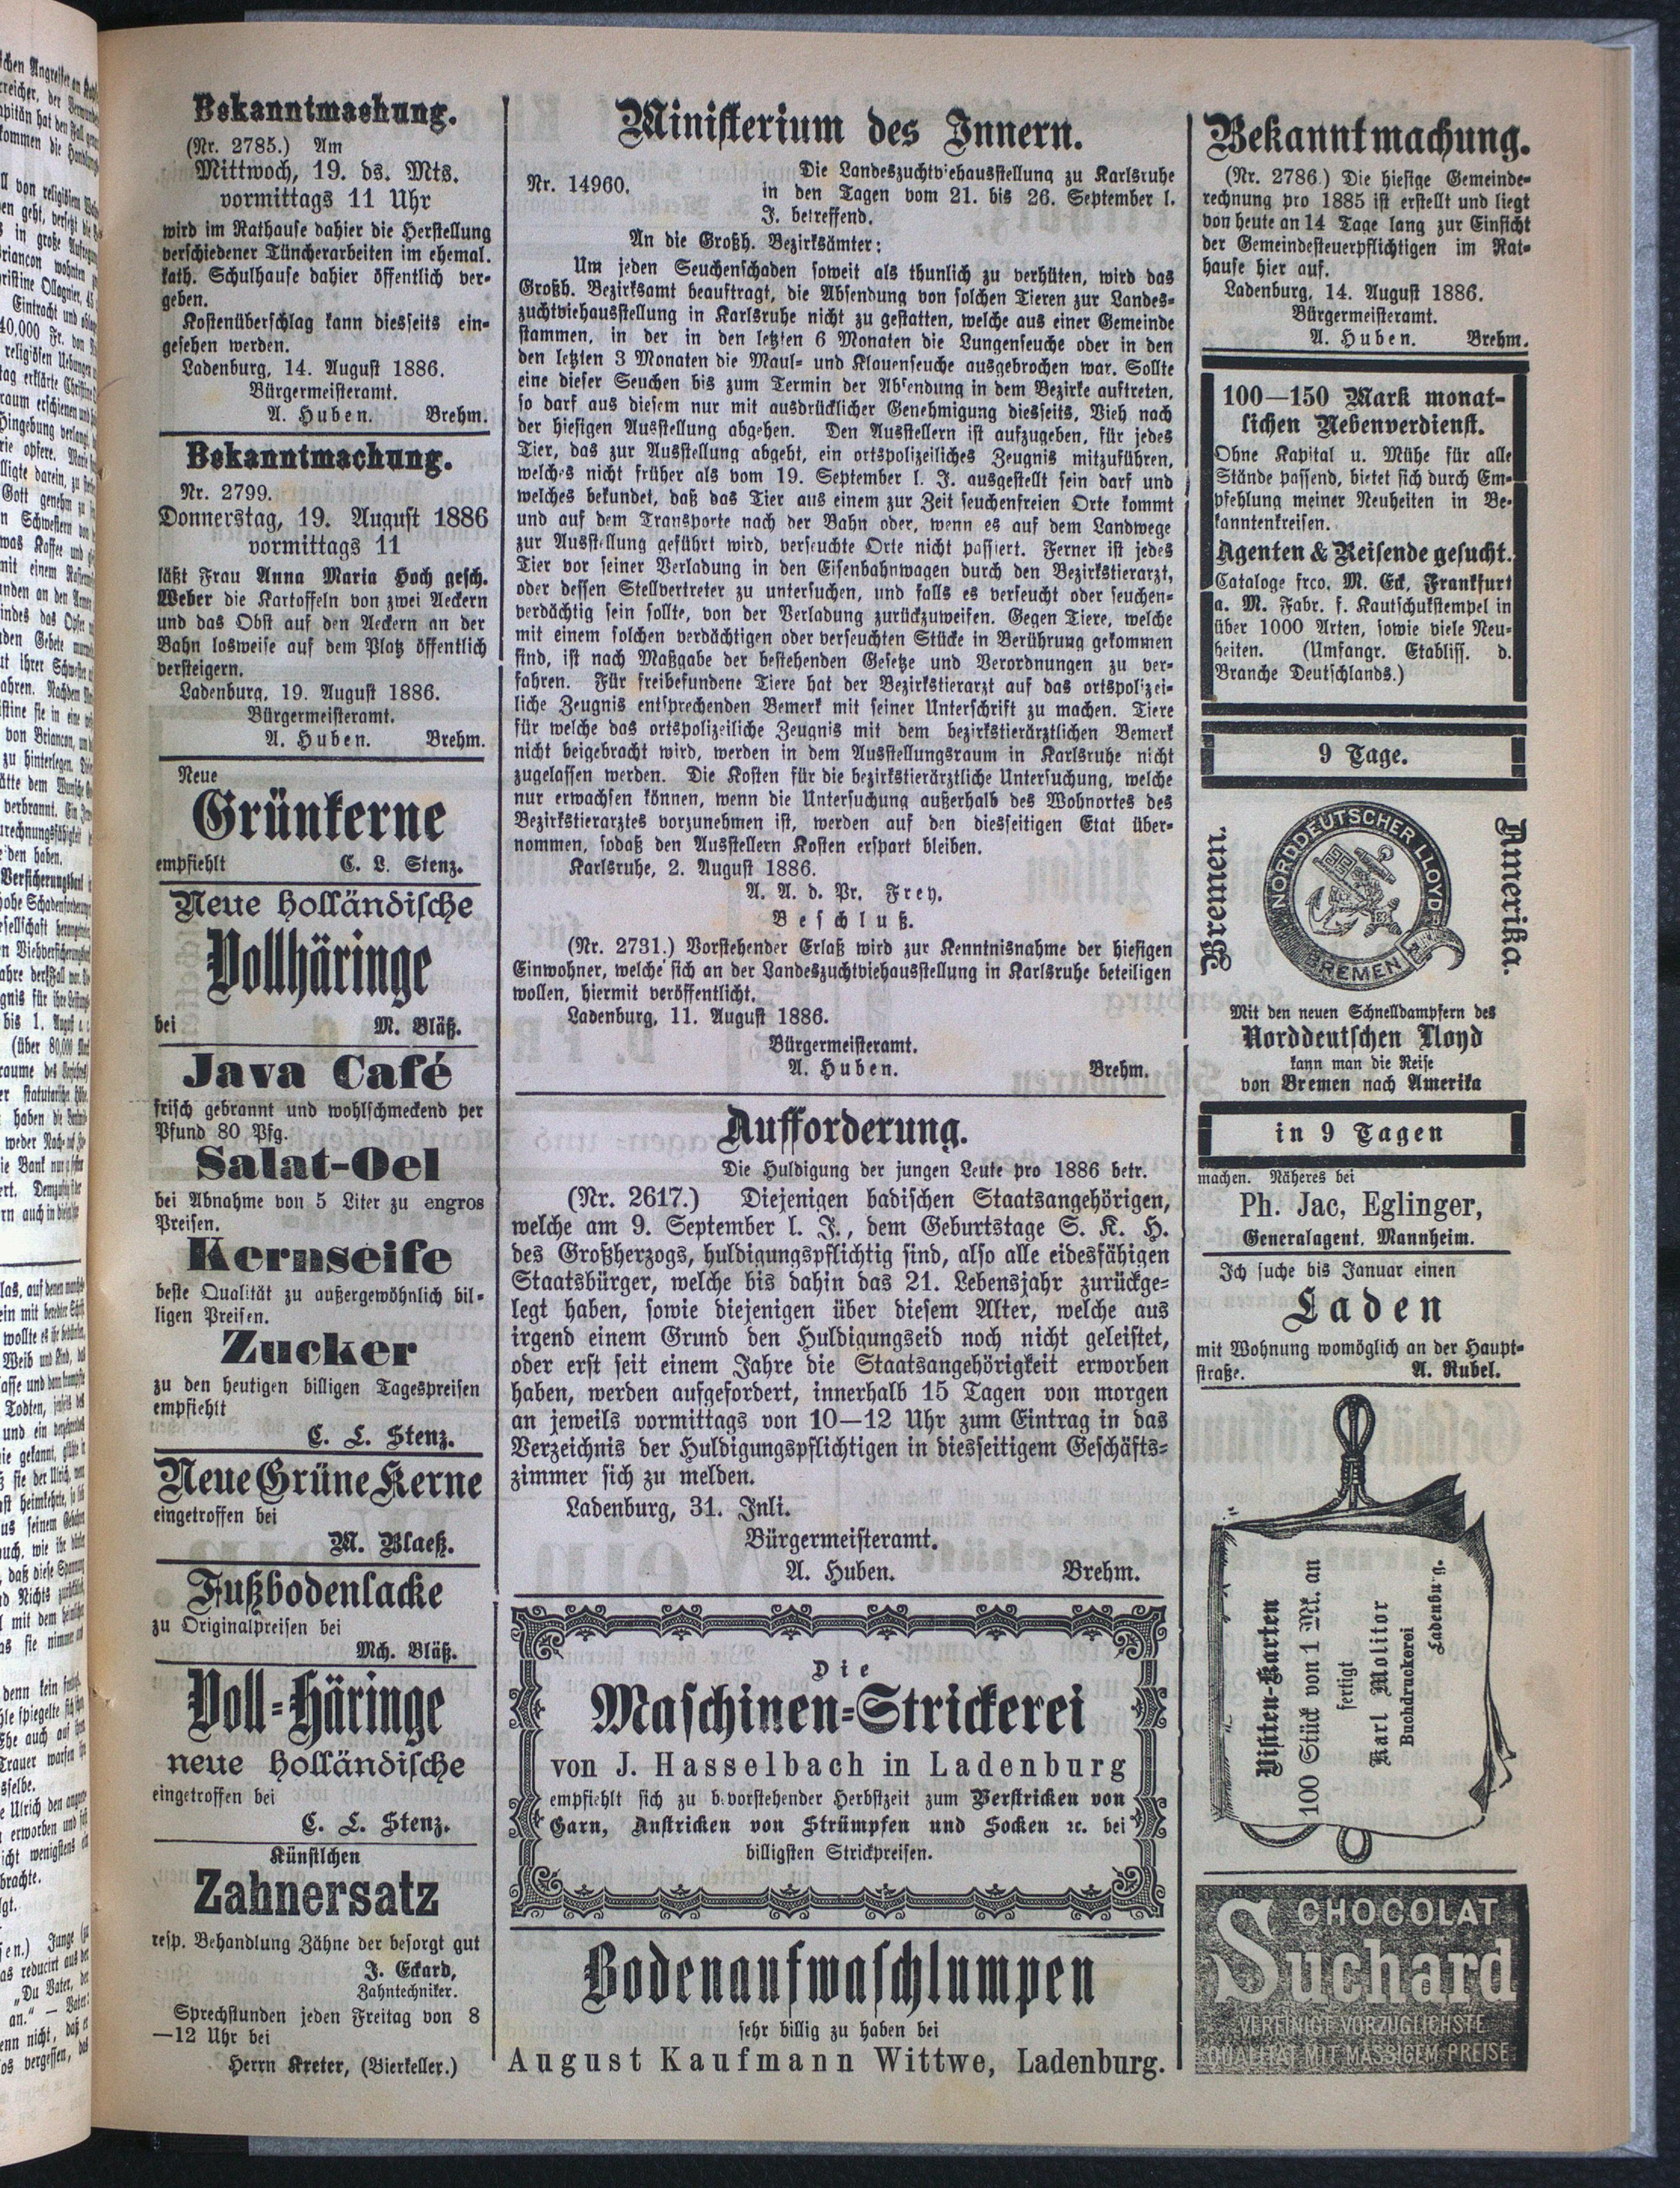 Bekanntmaehung.
(Nr. 2785.) Am
Mittwoch, 19. ds. Mts.
vormittags 11 Uhr
wird im Rathause dahier die Herstellung
verschiedener Tüncherarbeiten im ehemal.
kath. Schulhause dahier öffentlich ver-
geben.
Kostenüberschlag kann diesseits ein-
gesehen werden.
Ladenburg, 14. August 1886.
Bürgermeisteramt.
A. Huben. Brehm.
Bekanntmachung.
Nr. 2799.
Donnerstag, 19. August 1886
vormittags 11
läßt Frau Anna Maria Hoch gesch.
Weber die Kartoffeln von zwei Aeckern
und das Obst auf den Aeckern an der
Bahn losweise auf dem Platz öffentlich
versteigern.
Ladenburg, 19. August 1886.
Bürgermeisteramt.
A. Huben. Brehm.
Neue
Grünkerne
empfiehlt C. L. Stenz.
Neue holländische
Vollhäringe
bei M. Bläß.
Java Café
frisch gebrannt und wohlschmeckend per
Pfund 80 Pfg.
Salat-Oel
bei Abnahme von 5 Liter zu engros
Preisen.
Kernseife
beste Qualität zu außergewöhnlich bil-
ligen Preisen.
Zucker
zu den heutigen billigen Tagespreisen
empfiehlt
C. L. Stenz.
Neue Grüne Kerne
eingetroffen bei
M. Blaeß.
Fußbodenlacke
zu Originalpreisen bei
Mch. Bläß.
Voll-Häringe
neue holländische
eingetroffen bei
C. L. Stenz.
Künstlchen
Zahnersatz
resp. Behandlung Zähne der besorgt gut
J. Eckard,
Zahntechniker.
Sprechstunden jeden Freitag von 8
—12 Uhr bei
Herrn Kreter, (Bierkeller.)
Ministerium des Innern.
Nr. 14960. Die Landeszuchtviehausstellung zu Karlsruhe
in den Tagen vom 21. bis 26. September l.
J. betreffend.
An die Großh. Bezirksämter:
Um jeden Seuchenschaden soweit als thunlich zu verhüten, wird das
Großh. Bezirksamt beauftragt, die Absendung von solchen Tieren zur Landes-
zuchtviehausstellung in Karlsruhe nicht zu gestatten, welche aus einer Gemeinde
stammen, in der in den letzten 6 Monaten die Lungenseuche oder in den
den letzten 3 Monaten die Maul- und Klauenseuche ausgebrochen war. Sollte
eine dieser Seuchen bis zum Termin der Absendung in dem Bezirke auftreten,
so darf aus diesem nur mit ausdrücklicher Genehmigung diesseits, Vieh nach
der hiesigen Ausstellung abgehen. Den Ausstellern ist aufzugeben, für jedes
Tier, das zur Ausstellung abgebt, ein ortspolizeiliches Zeugnis mitzuführen,
welches nicht früher als vom 19. September l. J. ausgestellt sein darf und
welches bekundet, daß das Tier aus einem zur Zeit seuchenfreien Orte kommt
und auf dem Transporte nach der Bahn oder, wenn es auf dem Landwege
zur Ausstellung geführt wird, verseuchte Orte nicht passiert. Ferner ist jedes
Tier vor seiner Verladung in den Eisenbahnwagen durch den Bezirkstierarzt,
oder dessen Stellvertreter zu untersuchen, und falls es verseucht oder seuchen-
verdächtig sein sollte, von der Verladung zurückzuweisen. Gegen Tiere, welche
mit einem solchen verdächtigen oder verseuchten Stücke in Berührung gekommen
sind, ist nach Maßgabe der bestehenden Gesetze und Verordnungen zu ver-
fahren. Für freibefundene Tiere hat der Bezirkstierarzt auf das ortspolizei-
liche Zeugnis entsprechenden Bemerk mit seiner Unterschrift zu machen. Tiere
für welche das ortspolizeiliche Zeugnis mit dem bezirkstierärztlichen Bemerk
nicht beigebracht wird, werden in dem Ausstellungsraum in Karlsruhe nicht
zugelassen werden. Die Kosten für die bezirkstierärztliche Untersuchung, welche
nur erwachsen können, wenn die Untersuchung außerhalb des Wohnortes des
Bezirkstierarztes vorzunehmen ist, werden auf den diesseitigen Etat über-
nommen, sodaß den Ausstellern Kosten erspart bleiben.
Karlsruhe, 2. August 1886.
A. A. d. Pr. Frey.
Beschluß.
(Nr. 2731.) Vorstehender Erlaß wird zur Kenntnisnahme der hiesigen
Einwohner, welche sich an der Landeszuchtviehausstellung in Karlsruhe beteiligen
wollen, hiermit veröffentlicht.
Ladenburg, 11. August 1886.
Bürgermeisteramt.
A. Huben. Brehm.
Aufforderung.
Die Huldigung der jungen Leute pro 1886 betr.
(Nr. 2617.) Diejenigen badischen Staatsangehörigen,
welche am 9. September l. J., dem Geburtstage S. K. H.
des Großherzogs, huldigungspflichtig sind, also alle eidesfähigen
Staatsbürger, welche bis dahin das 21. Lebensjahr zurückge-
legt haben, sowie diejenigen über diesem Alter, welche aus
irgend einem Grund den Huldigungseid noch nicht geleistet,
oder erst seit einem Jahre die Staatsangehörigkeit erworben
haben, werden aufgefordert, innerhalb 15 Tagen von morgen
an jeweils vormittags von 10—12 Uhr zum Eintrag in das
Verzeichnis der Huldigungspflichtigen in diesseitigem Geschäfts-
zimmer sich zu melden.
Ladenburg, 31. Inli.
Bürgermeisteramt.
A. Huben. Brehm.
Die
Maschinen-Strickerei
von J. Hasselbach in Ladenburg
empfiehlt sich zu bevorstehender Herbstzeit zum Verstricken von
Garn, Anstricken von Strümpfen und Socken ꝛc. bei
billigsten Strickpreisen.
Bodenaufwaschlumpen
sehr billig zu haben bei
August Kaufmann Wittwe, Ladenburg.
Bekanntmachung.
(Nr. 2786.) Die hiesige Gemeinde-
rechnung pro 1885 ist erstellt und liegt
von heute an 14 Tage lang zur Einsicht
der Gemeindesteuerpflichtigen im Rat-
hause hier auf.
Ladenburg, 14. August 1886.
Bürgermeisteramt.
A. Huben. Brehm.
100—150 Mark monat-
lichen Nebenverdienst.
Ohne Kapital u. Mühe für alle
Stände passend, bietet sich durch Em-
pfehlung meiner Neuheiten in Be-
kanntenkreisen.
Agenten & Reisende gesucht.
Cataloge frco. M. Eck, Frankfurt
a. M. Fabr. f. Kautschukstempel in
über 1000 Arten, sowie viele Neu-
heiten. (Umfangr. Etabliss. d.
Branche Deutschlands.)
9 Tage.
Bremen
NORDDEUTSCHER LLOYD
BREMEN
Amerika.
Mit den neuen Schnelldampfern des
Norddeutschen Lloyd
kann man die Reise
von Bremen nach Amerika
in 9 Tagen
machen. Näheres bei
Ph. Jac, Eglinger,
Generalagent, Mannheim.
Ich suche bis Januar einen
Laden
mit Wohnung womöglich an der Haupt-
straße. A. Rubel.
Visiten-Karten
100 Stück von 1 Mk. an
fertigt
Karl Molitor
Buchdruckerei
Ladenburg.
CHOCOLAT
Suchard
VEREINIGT VORZÜGLICHSTE
QUALITÄT MIT MÄSSIGEM PREISE.